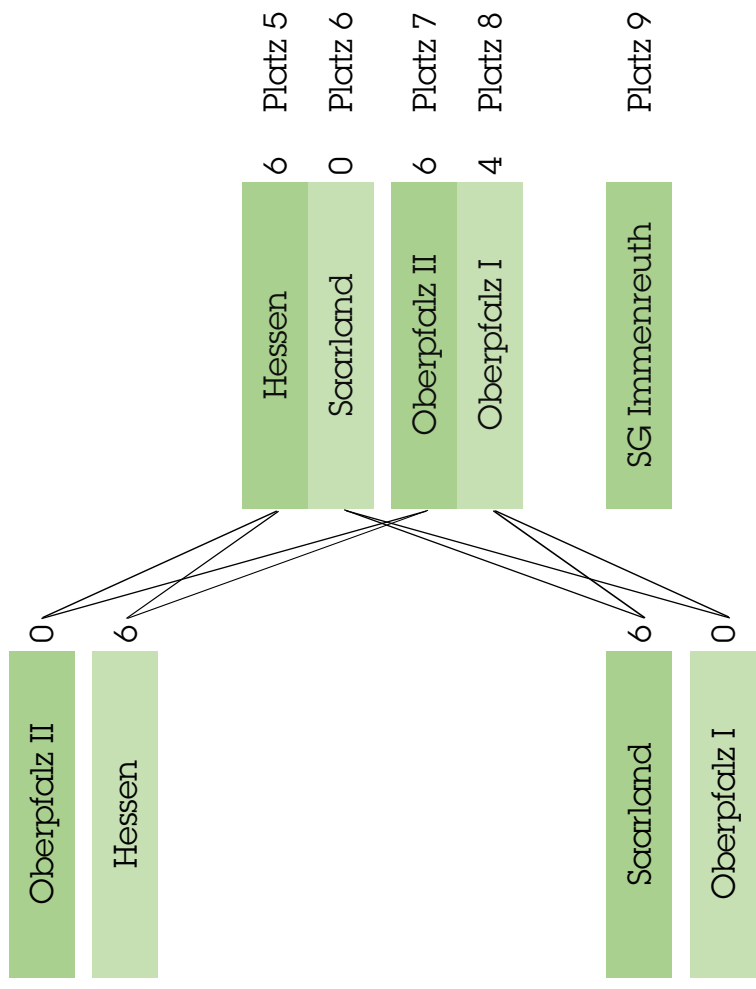 Oberpfalz II 0
Hessen 6
Saarland 6
Oberpfalz I 0
Hessen 6 Platz 5
Saarland 0 Platz 6
Oberpfalz II 6 Platz 7
Oberpfalz I 4 Platz 8
SG Immenreuth Platz 9